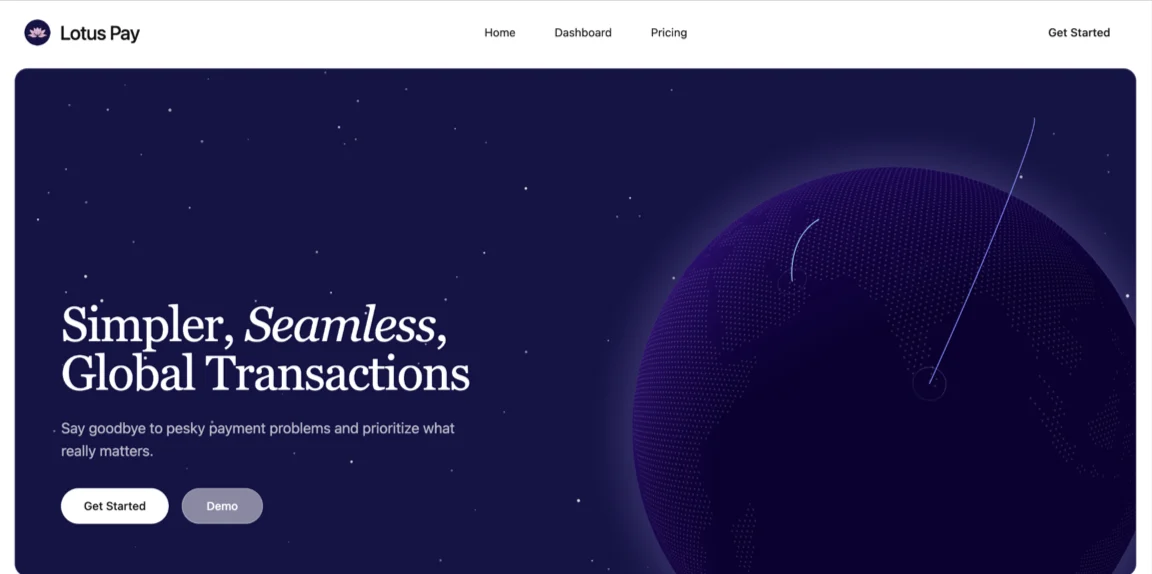 Lotus Pay
Home
Dashboard
Pricing
Get Started
Simpler, Seamless,
Global Transactions
Say goodbye to pesky payment problems and prioritize what
really matters.
Get Started
Demo